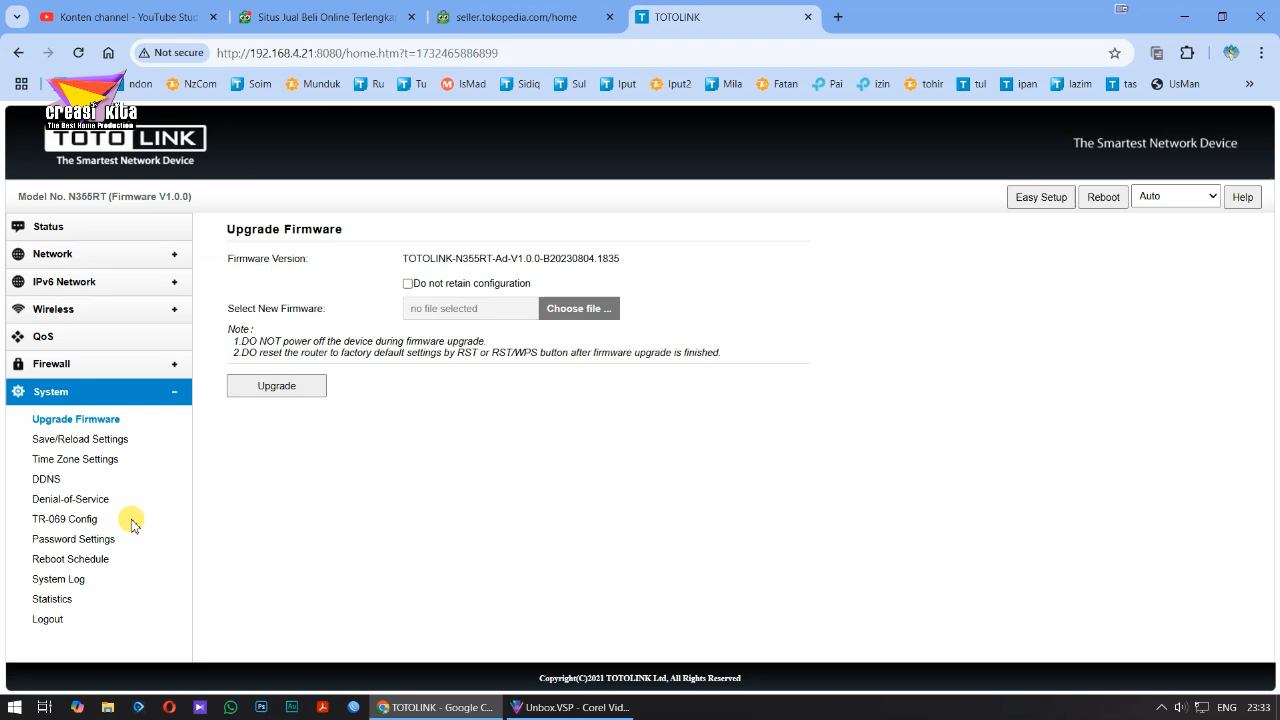 Konten kanal - YouTube Stud
Situs Jual Beli Online Terlengkap
seller.tokopedia.com/home
TOTOLINK
Not secure
http://192.168.4.21:8080/home.htm?t=1732465886899
ndon
NzCom
Soim
Munduk
Ru
Tu
IsMad
Sidiq
Sul
Iput
Iput2
Mila
Fatan
Pai
izin
tohir
tul
ipan
lazim
tas
UsMan
creasi kita
The Best Home Production
TOTO LINK
The Smartest Network Device
The Smartest Network Device
Model No. N355RT (Firmware V1.0.0)
Easy Setup
Reboot
Auto
Help
Status
Network +
IPv6 Network +
Wireless +
QoS
Firewall +
System −
Upgrade Firmware
Save/Reload Settings
Time Zone Settings
DDNS
Denial-of-Service
TR-069 Config
Password Settings
Reboot Schedule
System Log
Statistics
Logout
Upgrade Firmware
Firmware Version: TOTOLINK-N355RT-Ad-V1.0.0-B20230804.1835
Do not retain configuration
Select New Firmware: no file selected Choose file ...
Note :
1.DO NOT power off the device during firmware upgrade.
2.DO reset the router to factory default settings by RST or RST/WPS button after firmware upgrade is finished.
Upgrade
Copyright(C)2021 TOTOLINK Ltd, All Rights Reserved
TOTOLINK - Google C...
Unbox.VSP - Corel Vid...
ENG
23:33